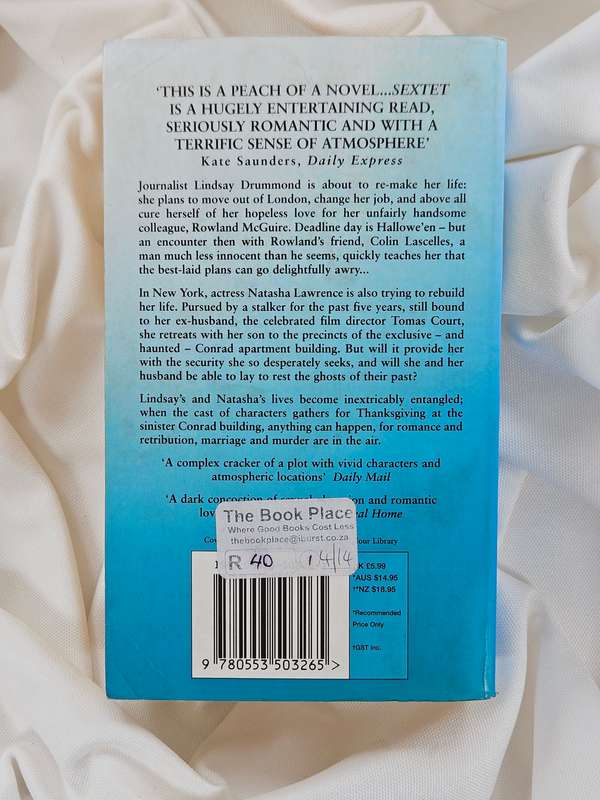 ‘THIS IS A PEACH OF A NOVEL...SEXTET
IS A HUGELY ENTERTAINING READ,
SERIOUSLY ROMANTIC AND WITH A
TERRIFIC SENSE OF ATMOSPHERE’
Kate Saunders, Daily Express
Journalist Lindsay Drummond is about to re-make her life:
she plans to move out of London, change her job, and above all
cure herself of her hopeless love for her unfairly handsome
colleague, Rowland McGuire. Deadline day is Hallowe'en – but
an encounter then with Rowland's friend, Colin Lascelles, a
man much less innocent than he seems, quickly teaches her that
the best-laid plans can go delightfully awry...
In New York, actress Natasha Lawrence is also trying to rebuild
her life. Pursued by a stalker for the past five years, still bound
to her ex-husband, the celebrated film director Tomas Court,
she retreats with her son to the precincts of the exclusive – and
haunted – Conrad apartment building. But will it provide her
with the security she so desperately seeks, and will she and her
husband be able to lay to rest the ghosts of their past?
Lindsay's and Natasha's lives become inextricably entangled;
when the cast of characters gathers for Thanksgiving at the
sinister Conrad building, anything can happen, for romance and
retribution, marriage and murder are in the air.
‘A complex cracker of a plot with vivid characters and
atmospheric locations’ Daily Mail
‘A dark and romantic
Home
The Book Place
Where Good Books Cost Less
thebookplace@iburst.co.za
Library
R 40 14/14
£5.99
*AUS $14.95
†*NZ $18.95
*Recommended
Price Only
†GST Inc.
9 780553 503265 >